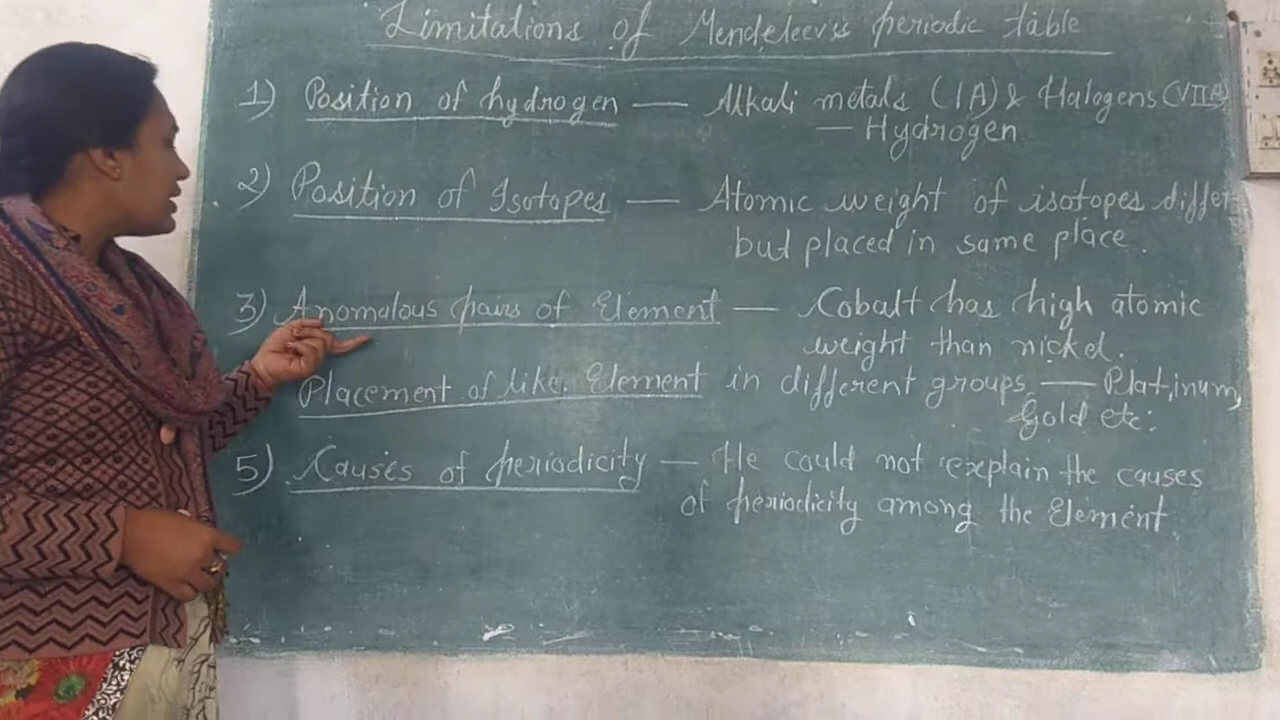 Limitations of Mendeleev's periodic table
1) Position of hydrogen — Alkali metals (IA) & Halogens (VIIA)
— Hydrogen
2) Position of Isotopes — Atomic weight of isotopes differ
but placed in same place.
3) Anomalous pairs of Element — Cobalt has high atomic
weight than nickel.
Placement of like Element in different groups — Platinum,
Gold etc:
5) Causes of periodicity — He could not explain the causes
of periodicity among the Element